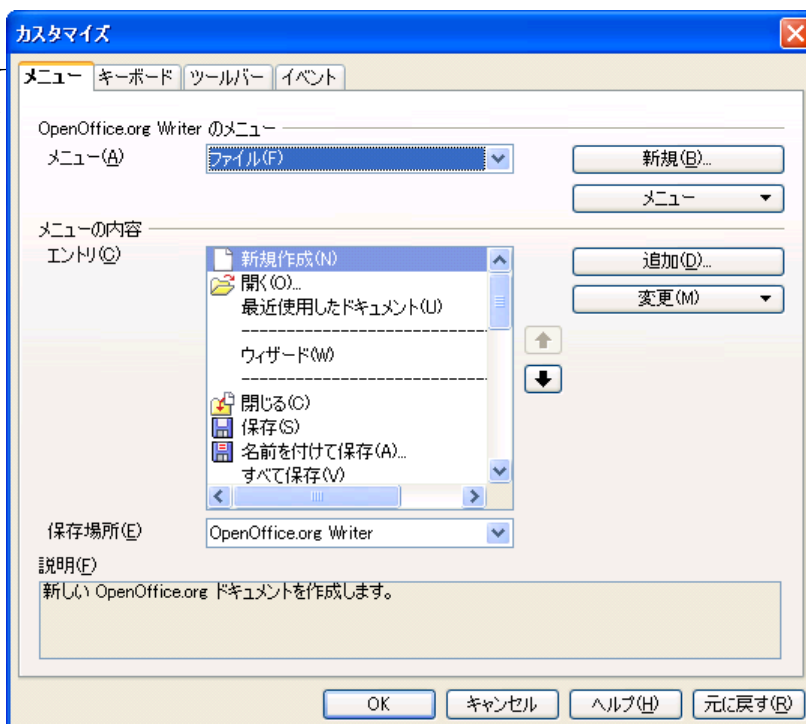 カスタマイズ
メニュー キーボード ツールバー イベント
OpenOffice.org Writer のメニュー
メニュー(A) ファイル(F) 新規(B)...
メニュー
メニューの内容
エントリ(C) 新規作成(N) 追加(D)...
開く(O)...
変更(M)
最近使用したドキュメント(U)
----------------------------
ウィザード(W)
----------------------------
閉じる(C)
保存(S)
名前を付けて保存(A)...
すべて保存(V)
保存場所(E) OpenOffice.org Writer
説明(F)
新しい OpenOffice.org ドキュメントを作成します。
OK キャンセル ヘルプ(H) 元に戻す(R)